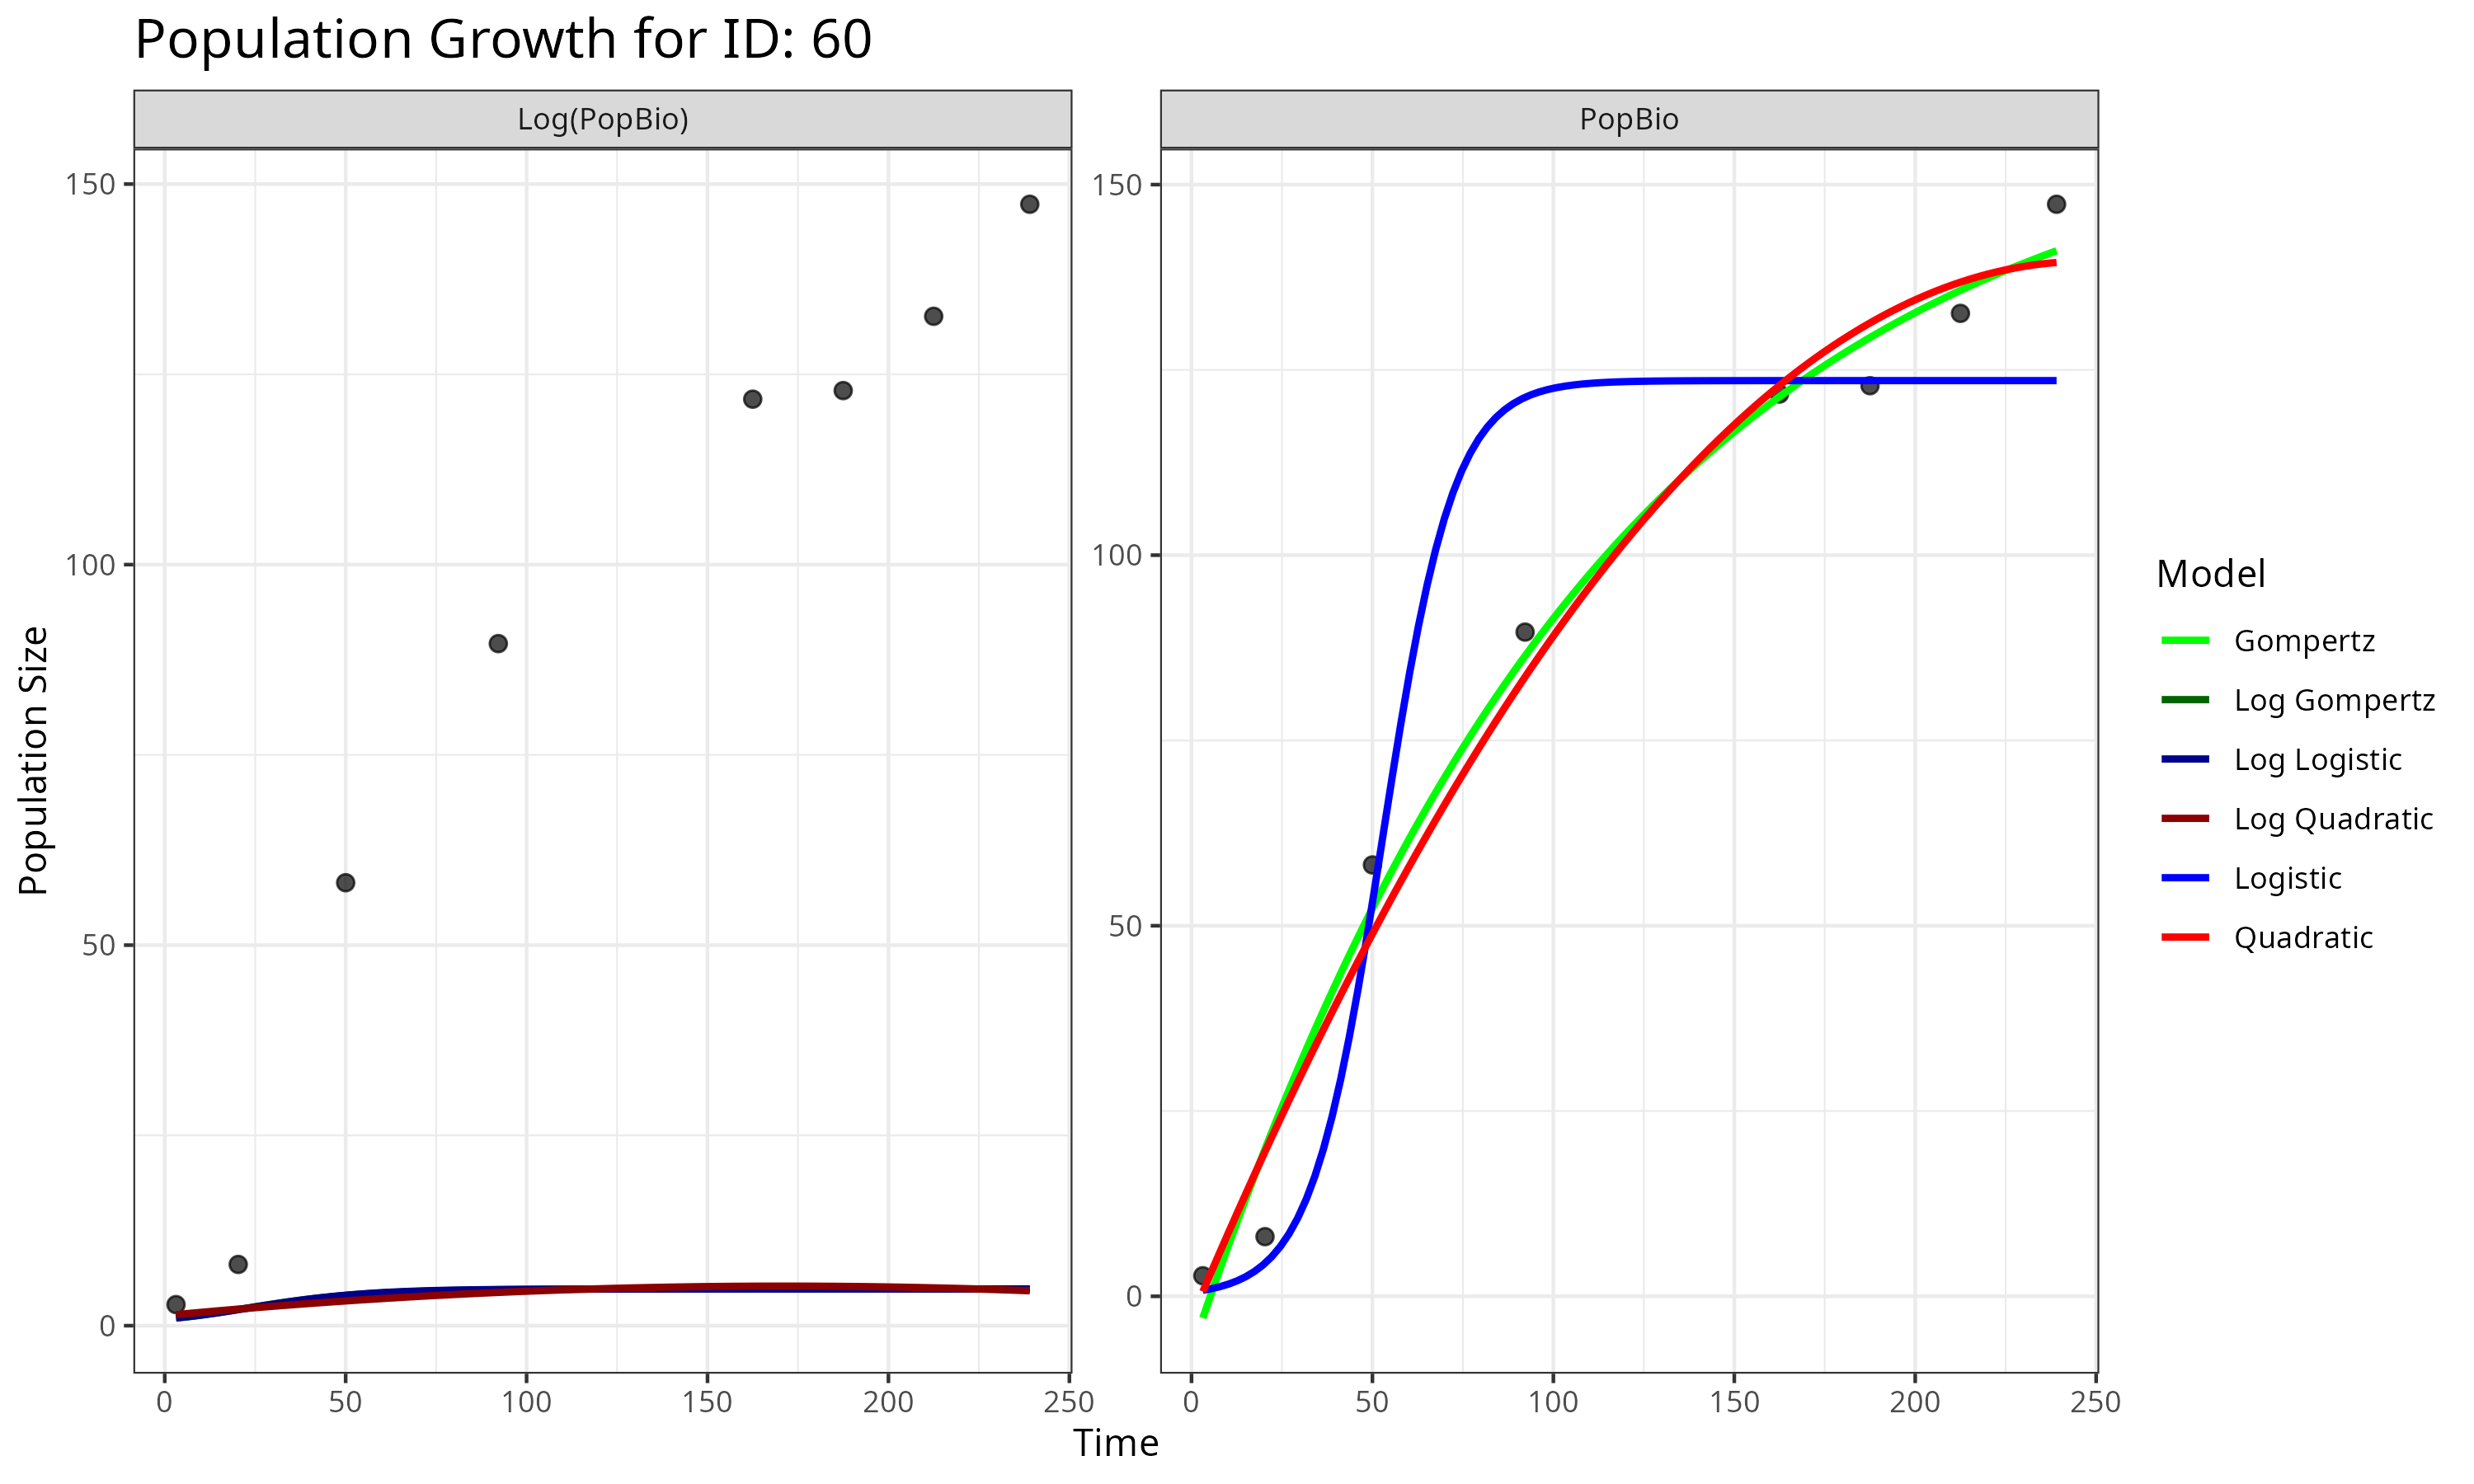 Population Growth for ID: 60
Log(PopBio)
PopBio
Population Size
150
100
50
0
0
50
100
150
200
250
150
100
50
0
0
50
100
150
200
250
Time
Model
Gompertz
Log Gompertz
Log Logistic
Log Quadratic
Logistic
Quadratic